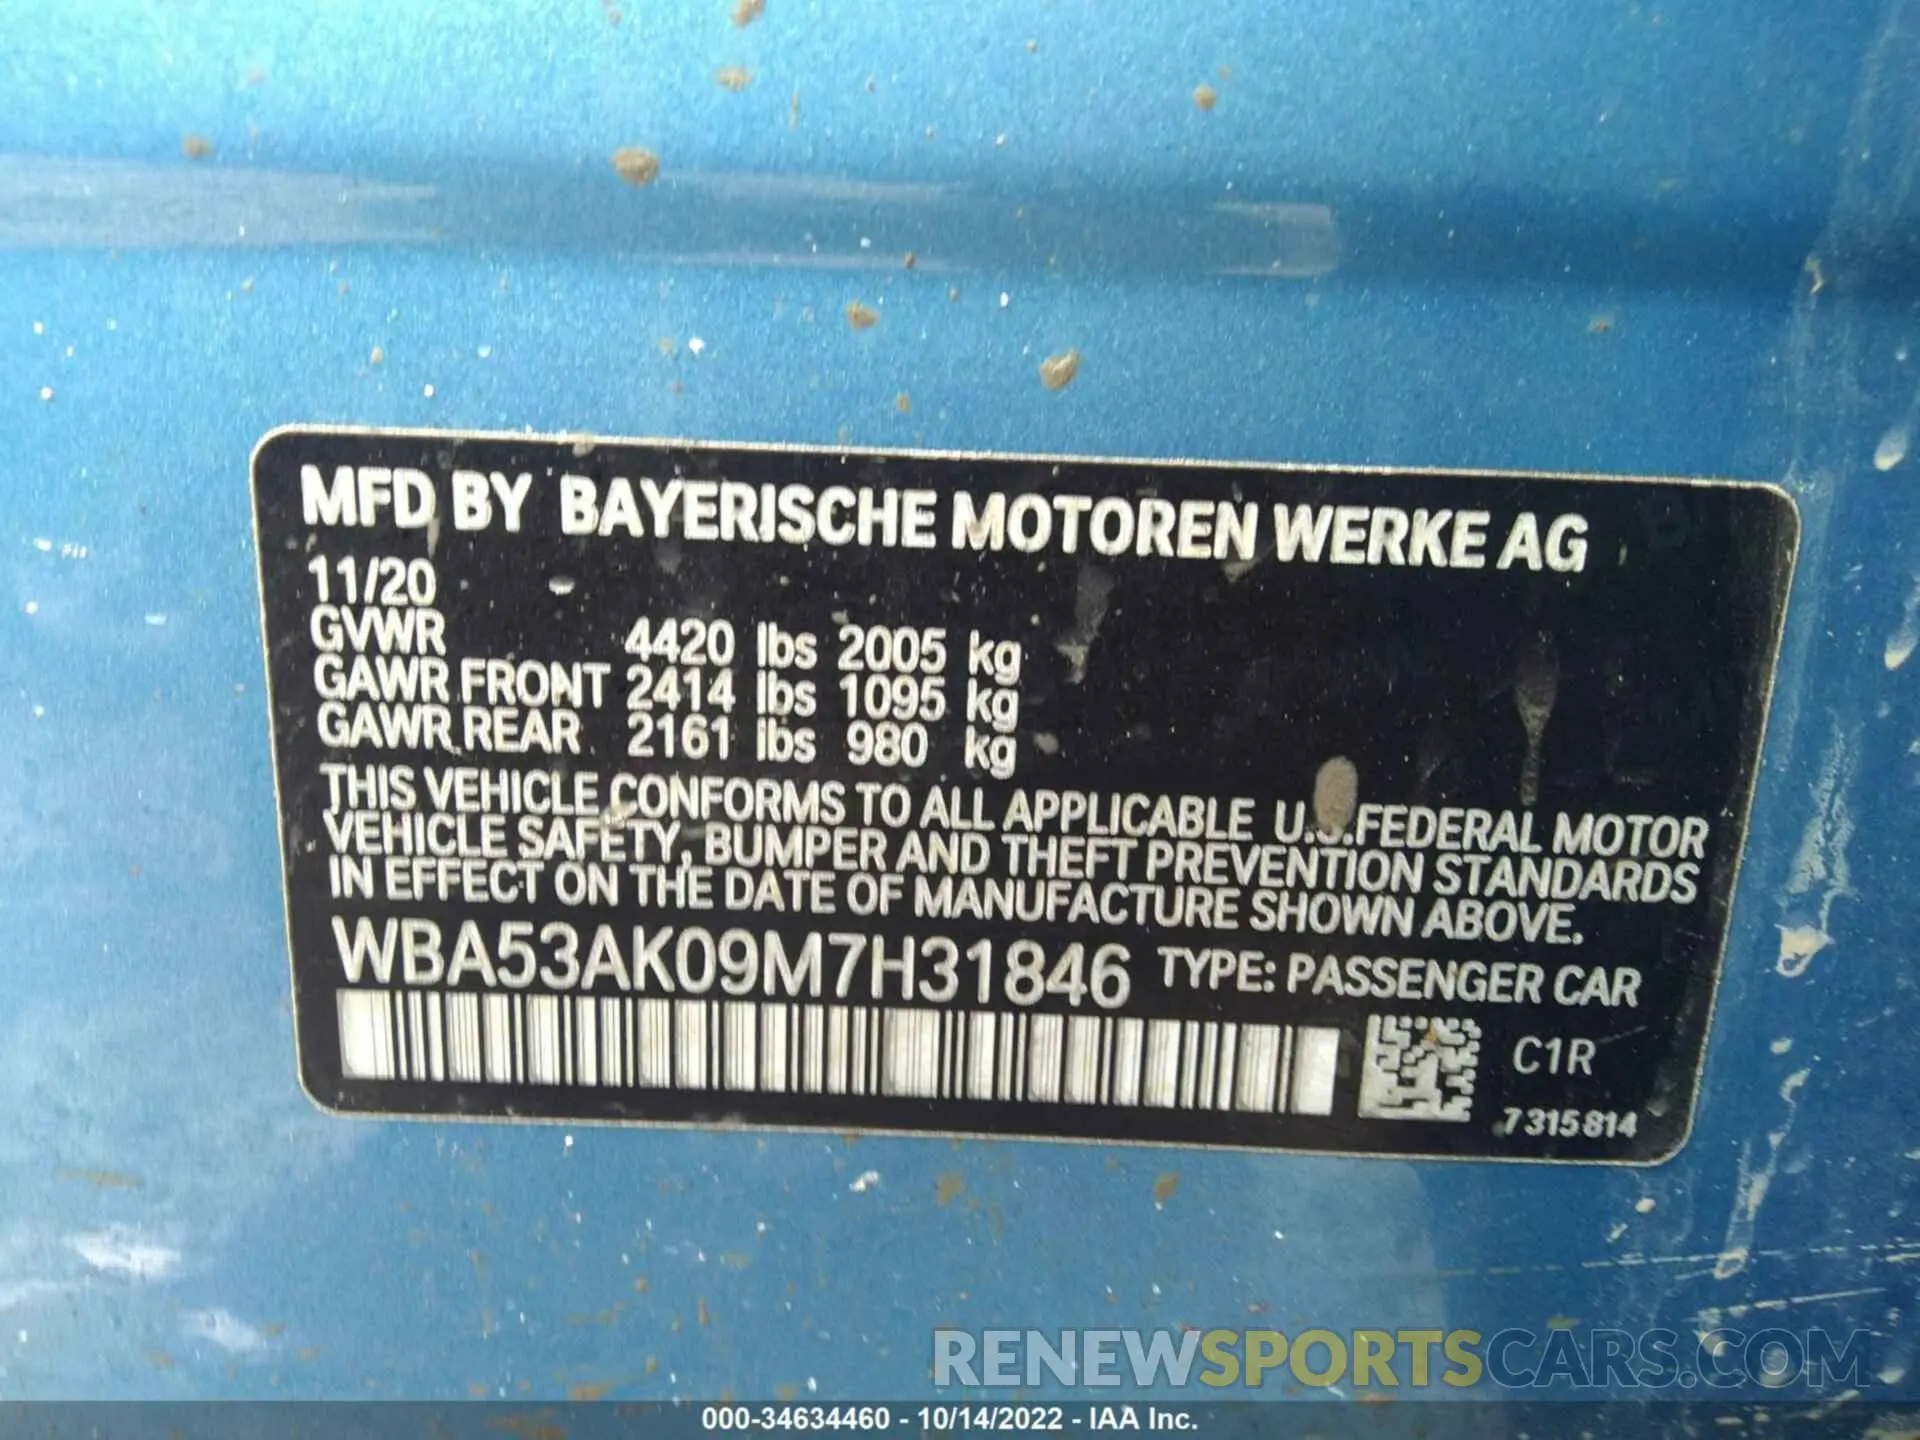 MFD BY BAYERISCHE MOTOREN WERKE AG
11/20
GVWR 4420 lbs 2005 kg
GAWR FRONT 2414 lbs 1095 kg
GAWR REAR 2161 lbs 980 kg
THIS VEHICLE CONFORMS TO ALL APPLICABLE U.S.FEDERAL MOTOR
VEHICLE SAFETY, BUMPER AND THEFT PREVENTION STANDARDS
IN EFFECT ON THE DATE OF MANUFACTURE SHOWN ABOVE.
WBA53AK09M7H31846 TYPE: PASSENGER CAR
C1R
7315814
RENEWSPORTSCARS.COM
000-34634460 - 10/14/2022 - IAA Inc.